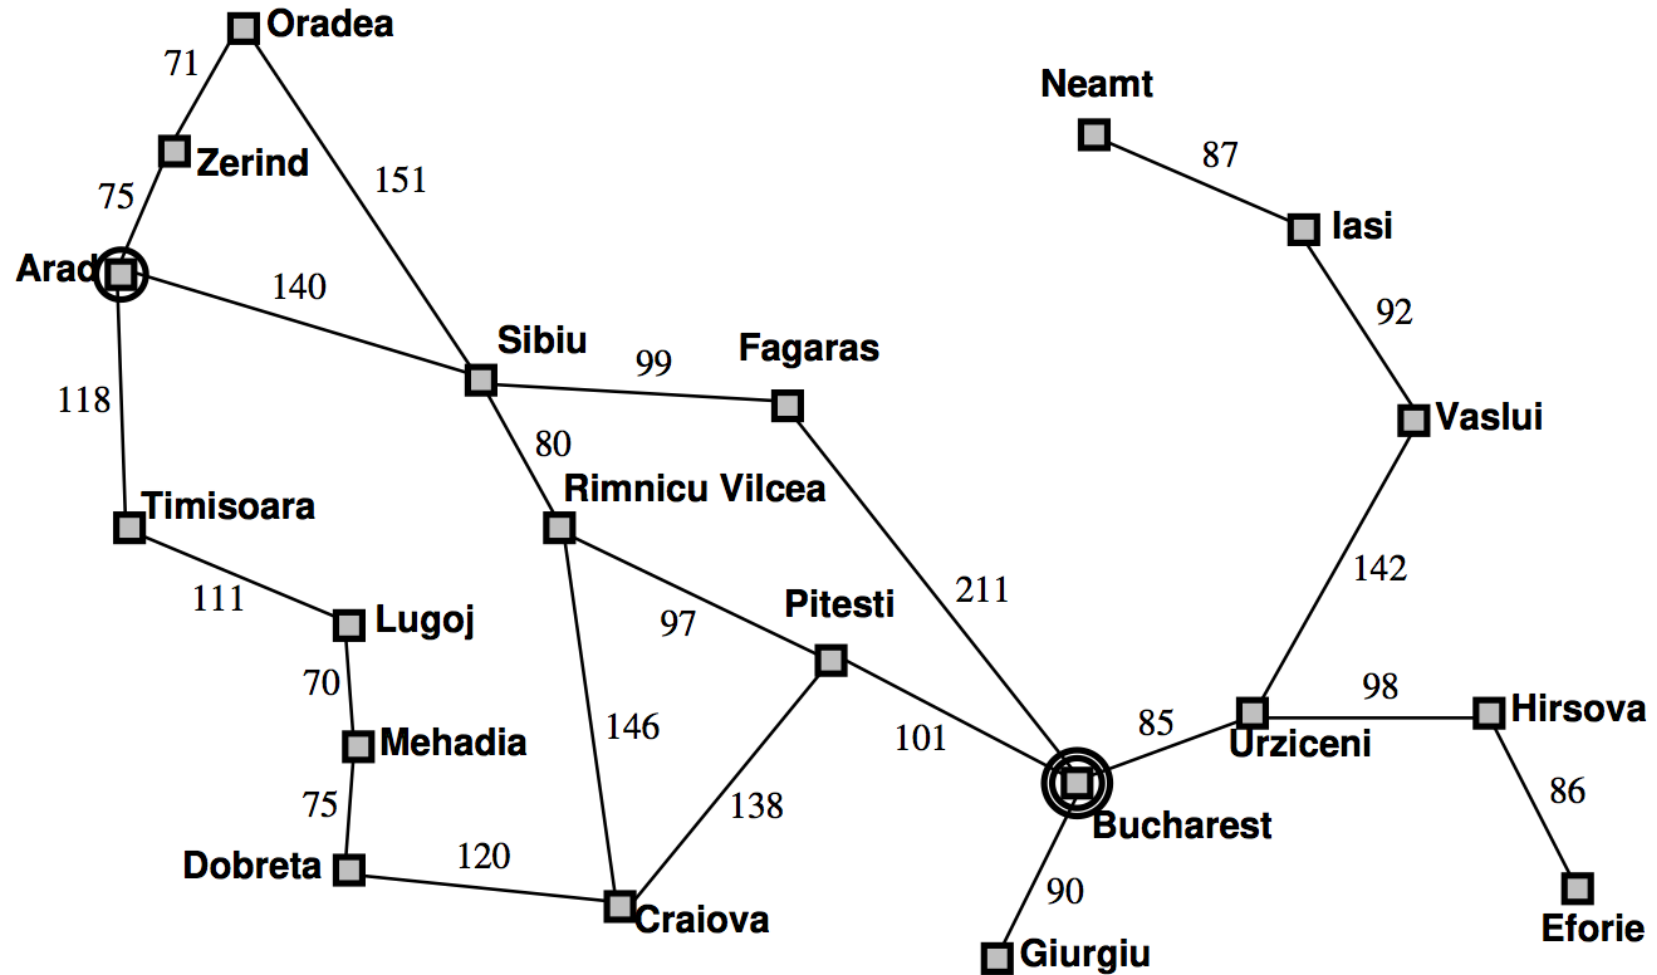 Oradea
71
Neamt
87
Zerind
151
75
Iasi
Arad
140
92
Sibiu
Fagaras
99
118
Vaslui
80
Rimnicu Vilcea
Timisoara
142
211
111
Pitesti
97
Lugoj
70
98
Hirsova
146
101
85
Urziceni
Mehadia
86
75
138
Bucharest
120
Dobreta
90
Craiova
Eforie
Giurgiu